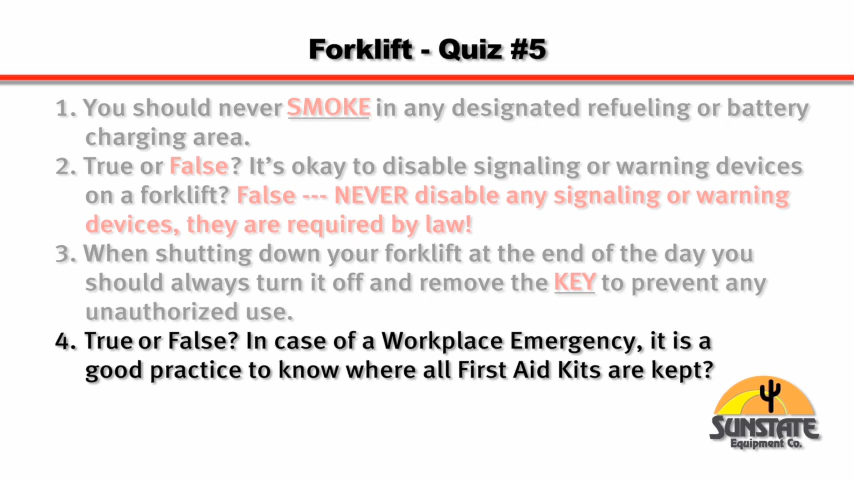 Forklift - Quiz #5
1. You should never SMOKE in any designated refueling or battery
charging area.
2. True or False? It's okay to disable signaling or warning devices
on a forklift? False --- NEVER disable any signaling or warning
devices, they are required by law!
3. When shutting down your forklift at the end of the day you
should always turn it off and remove the KEY to prevent any
unauthorized use.
4. True or False? In case of a Workplace Emergency, it is a
good practice to know where all First Aid Kits are kept?
SUNSTATE
Equipment Co.